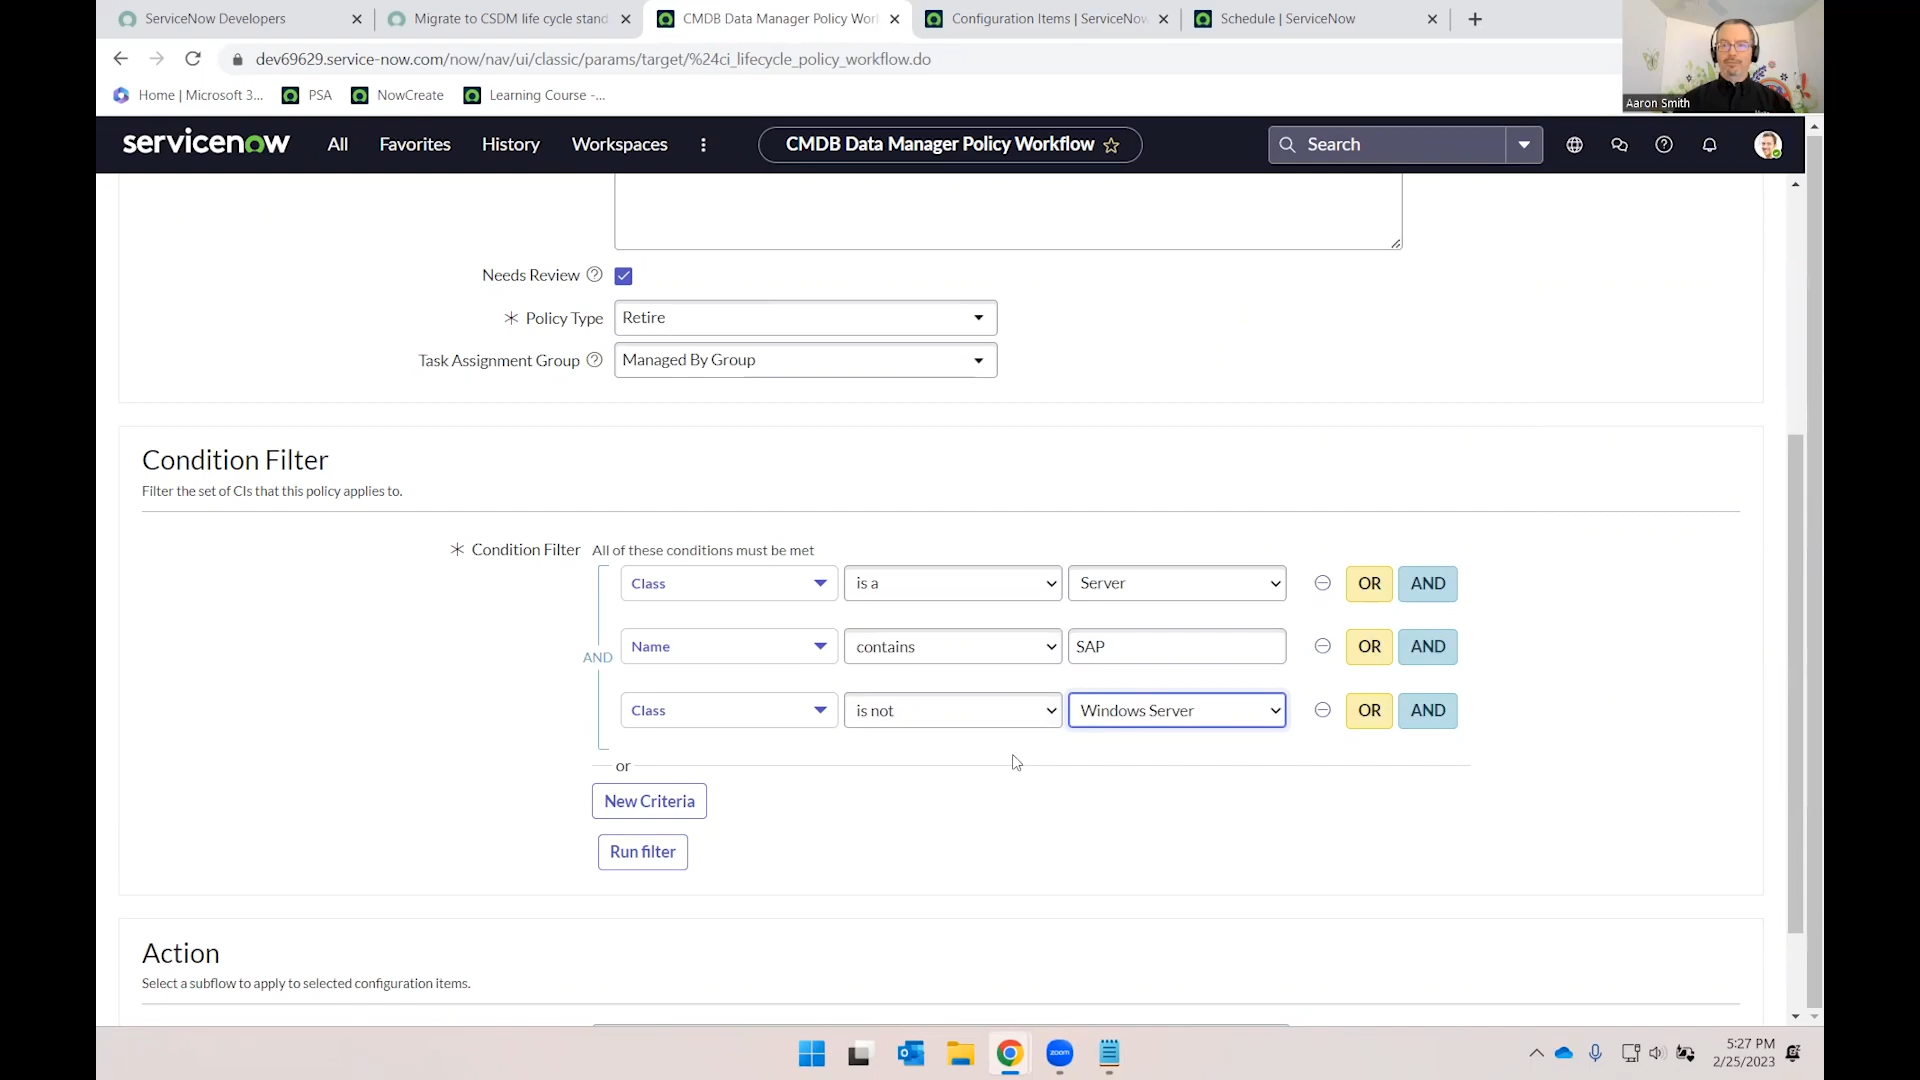 ServiceNow Developers
Migrate to CSDM life cycle stand
CMDB Data Manager Policy Wor
Configuration Items | ServiceNow
Schedule | ServiceNow
dev69629.service-now.com/now/nav/ui/classic/params/target/%24ci_lifecycle_policy_workflow.do
Home | Microsoft 3...
PSA
NowCreate
Learning Course -...
Aaron Smith
servicenow
All
Favorites
History
Workspaces
CMDB Data Manager Policy Workflow
Search
Needs Review
Policy Type
Retire
Task Assignment Group
Managed By Group
Condition Filter
Filter the set of CIs that this policy applies to.
Condition Filter
All of these conditions must be met
Class
is a
Server
OR
AND
Name
contains
SAP
OR
AND
AND
Class
is not
Windows Server
OR
AND
or
New Criteria
Run filter
Action
Select a subflow to apply to selected configuration items.
zoom
5:27 PM
2/25/2023